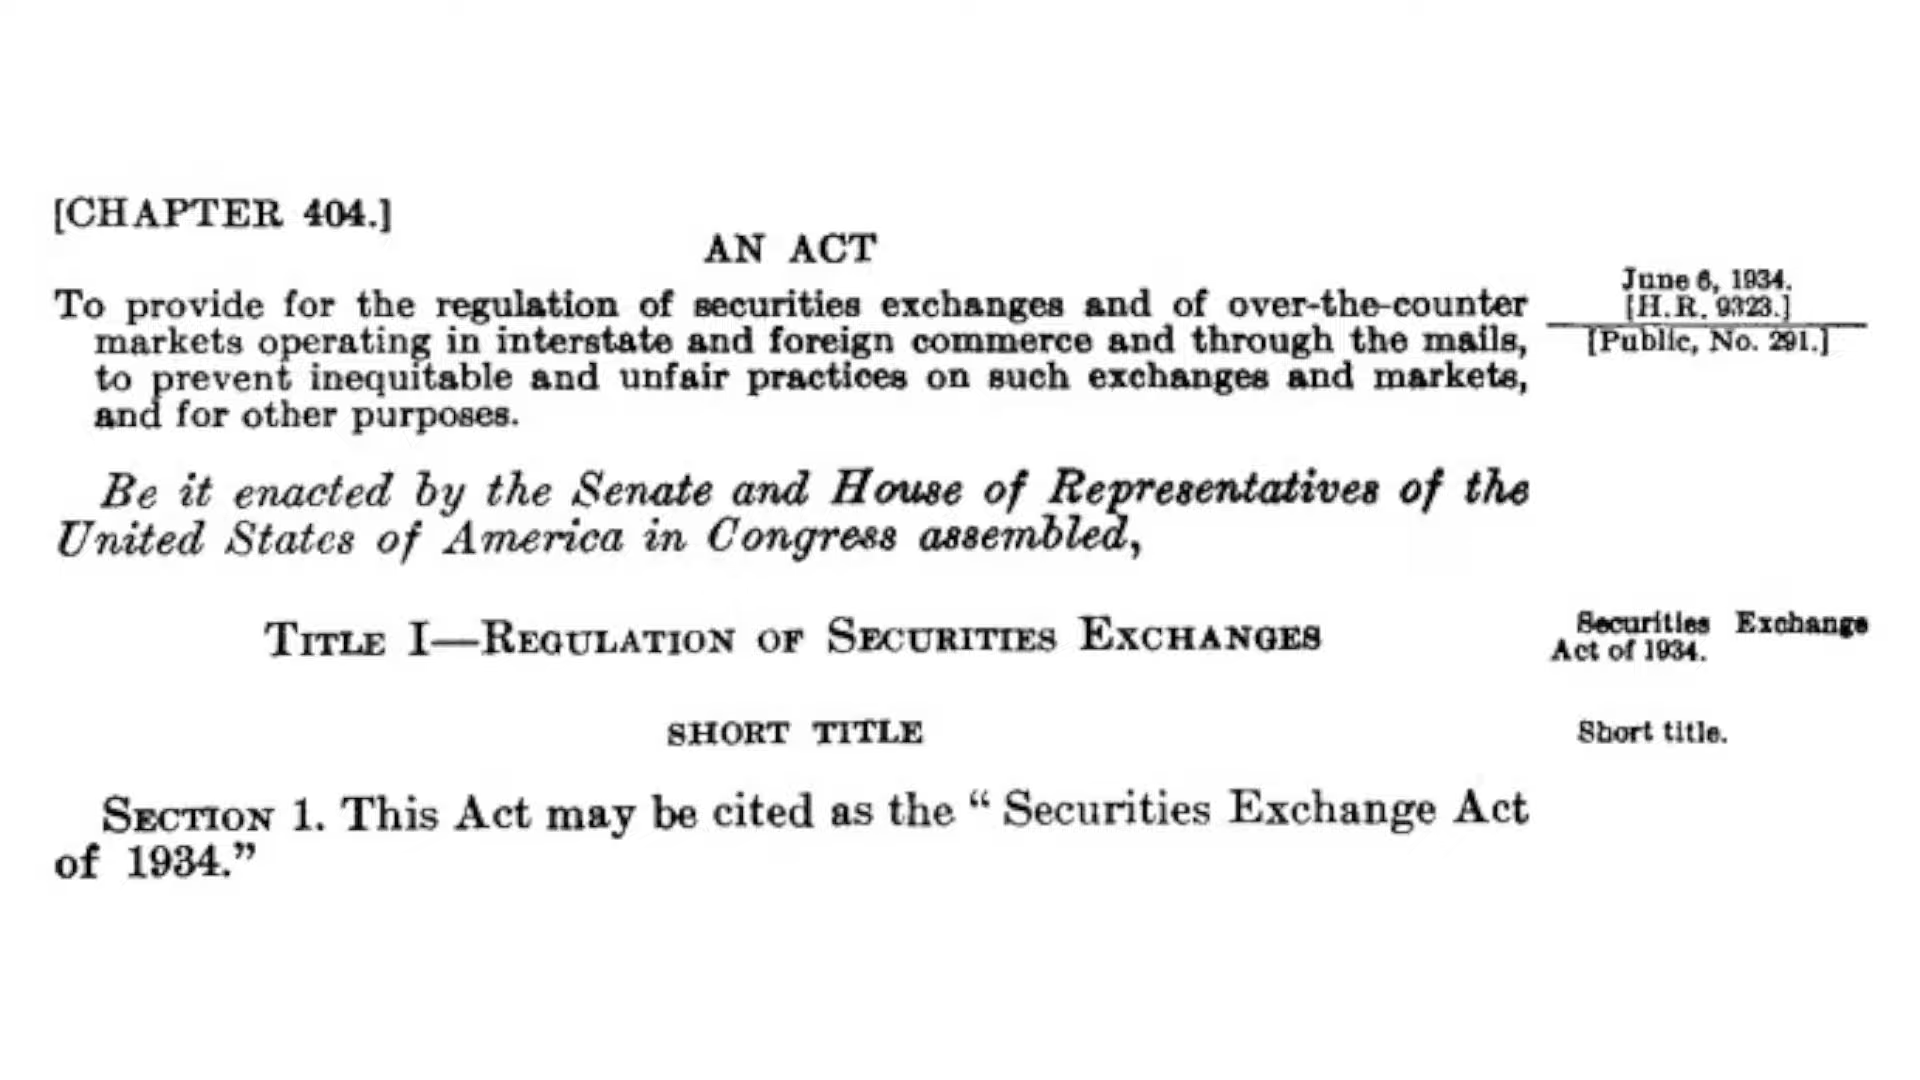 [CHAPTER 404.]
AN ACT
To provide for the regulation of securities exchanges and of over-the-counter
markets operating in interstate and foreign commerce and through the mails,
to prevent inequitable and unfair practices on such exchanges and markets,
and for other purposes.
June 6, 1934.
[H. R. 9323.]
[Public, No. 291.]
Be it enacted by the Senate and House of Representatives of the
United States of America in Congress assembled,
TITLE I—REGULATION OF SECURITIES EXCHANGES
Securities Exchange
Act of 1934.
SHORT TITLE
Short title.
SECTION 1. This Act may be cited as the “ Securities Exchange Act
of 1934.”